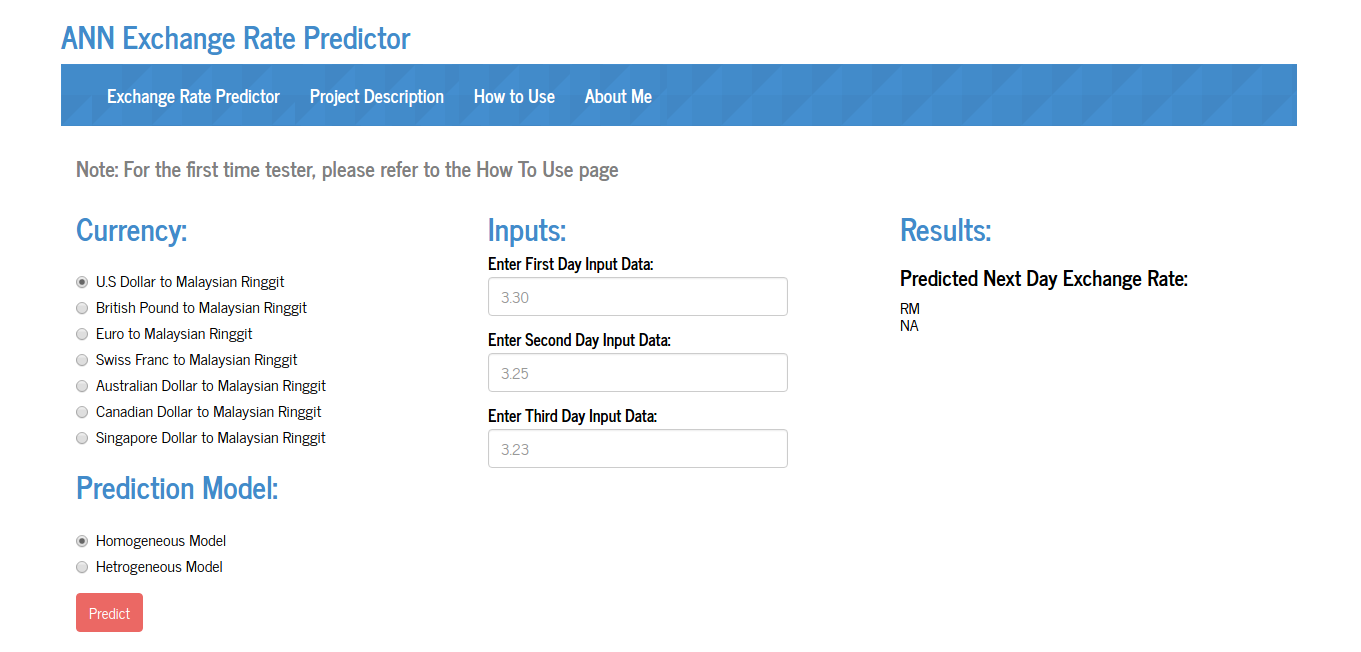 ANN Exchange Rate Predictor
Exchange Rate Predictor Project Description How to Use About Me
Note: For the first time tester, please refer to the How To Use page
Currency:
U.S Dollar to Malaysian Ringgit
British Pound to Malaysian Ringgit
Euro to Malaysian Ringgit
Swiss Franc to Malaysian Ringgit
Australian Dollar to Malaysian Ringgit
Canadian Dollar to Malaysian Ringgit
Singapore Dollar to Malaysian Ringgit
Prediction Model:
Homogeneous Model
Hetrogeneous Model
Predict
Inputs:
Enter First Day Input Data:
3.30
Enter Second Day Input Data:
3.25
Enter Third Day Input Data:
3.23
Results:
Predicted Next Day Exchange Rate:
RM
NA